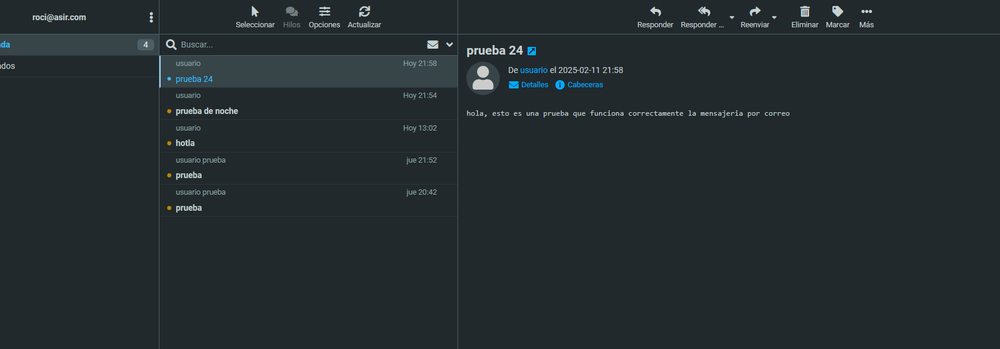 roci@asir.com
Seleccionar Hilos Opciones Actualizar
Responder Responder ... Reenviar Eliminar Marcar Más
ada 4
ados
Buscar...
usuario Hoy 21:58
prueba 24
usuario Hoy 21:54
prueba de noche
usuario Hoy 13:02
hotla
usuario prueba jue 21:52
prueba
usuario prueba jue 20:42
prueba
prueba 24
De usuario el 2025-02-11 21:58
Detalles Cabeceras
hola, esto es una prueba que funciona correctamente la mensajeria por correo